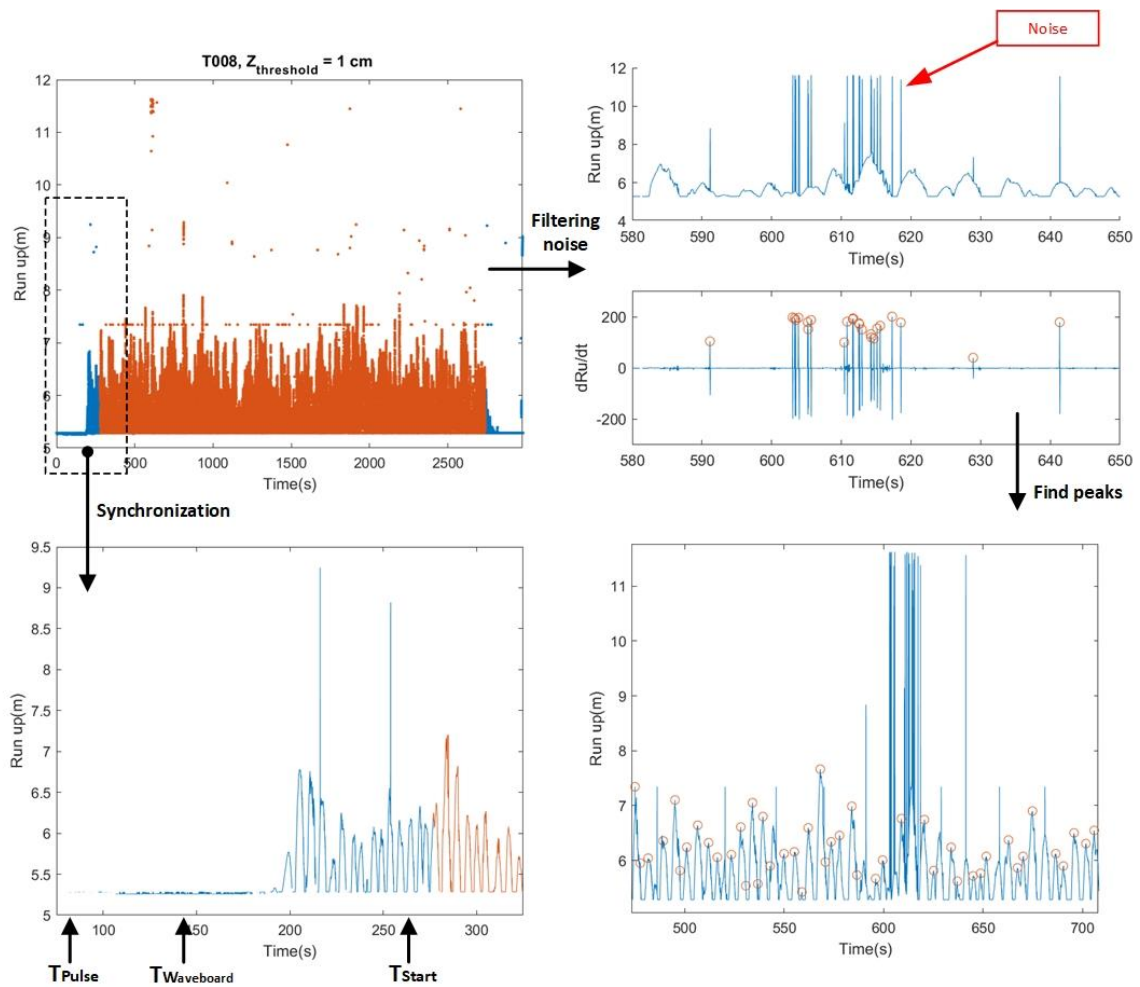 T008, Z_threshold = 1 cm
12
11
10
9
8
7
6
5
Run up(m)
0 500 1000 1500 2000 2500
Time(s)
Filtering
noise
Noise
12
10
8
6
4
Run up(m)
580 590 600 610 620 630 640 650
Time(s)
200
0
-200
dRu/dt
580 590 600 610 620 630 640 650
Time(s)
Find peaks
Synchronization
9.5
9
8.5
8
7.5
7
6.5
6
5.5
5
Run up(m)
100 150 200 250 300
Time(s)
TPulse
TWaveboard
TStart
11
10
9
8
7
6
Run up(m)
500 550 600 650 700
Time(s)